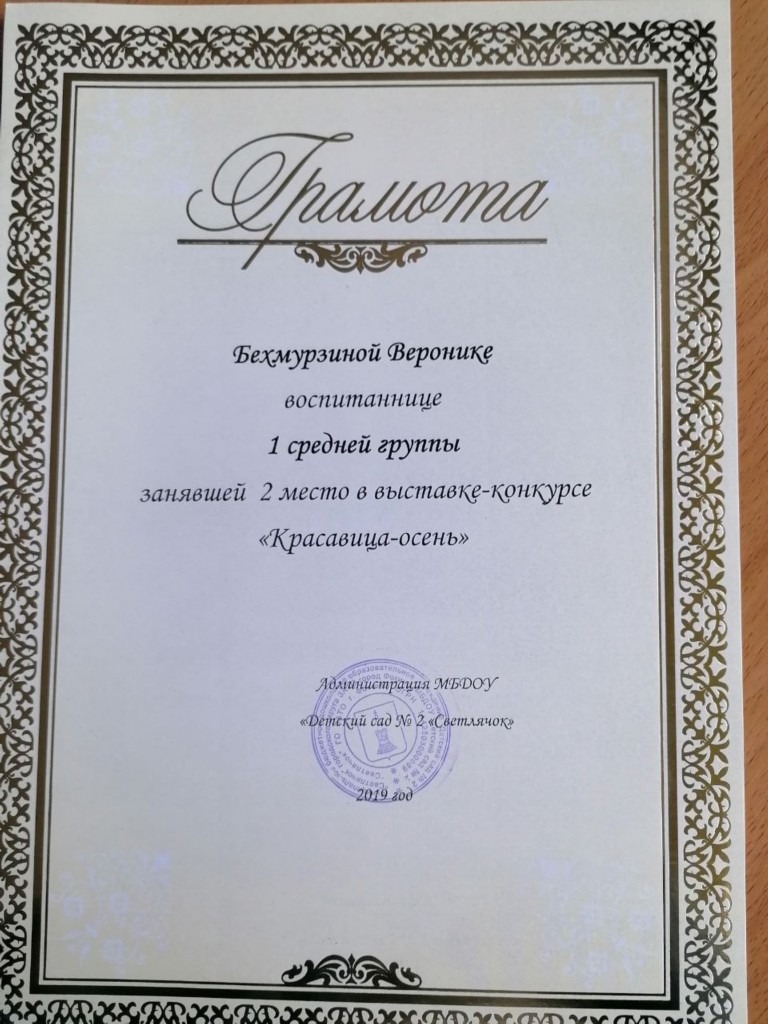 Грамота
Бехмурзиной Веронике
воспитаннице
1 средней группы
занявшей 2 место в выставке-конкурсе
«Красавица-осень»
Администрация МБДОУ
«Детский сад № 2 «Светлячок»
2019 год